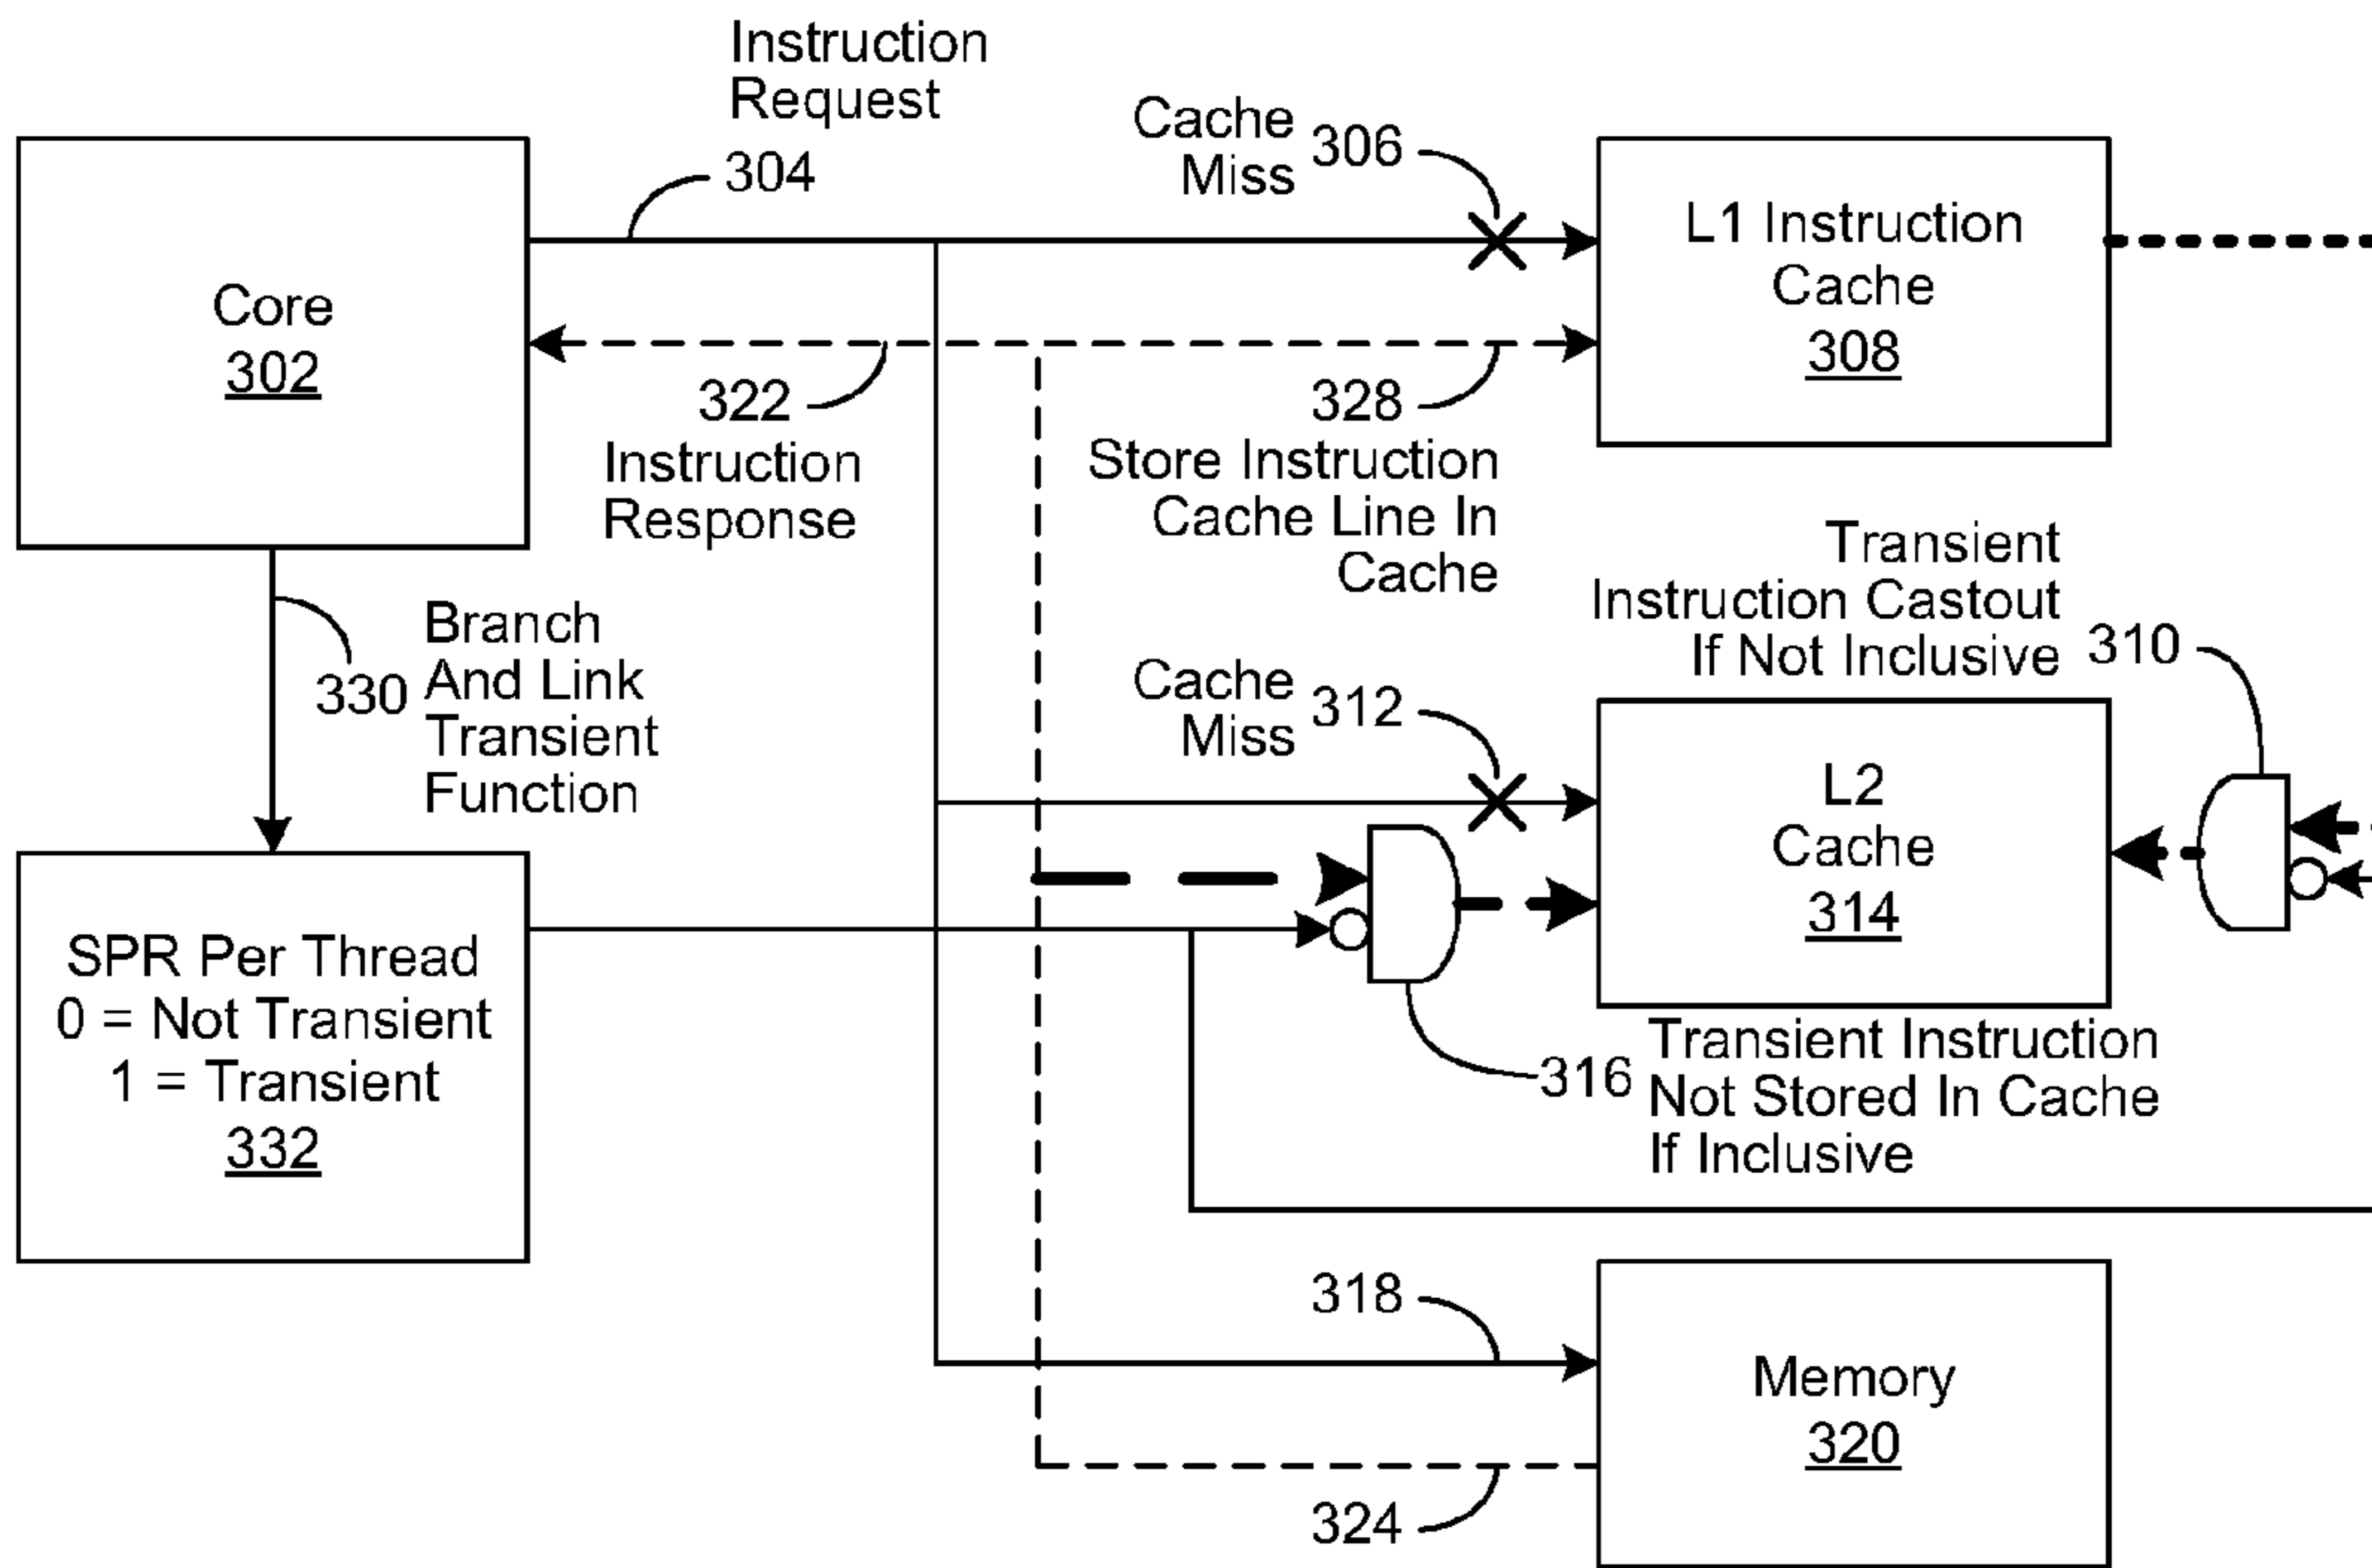 Instruction
Request
304
Cache
Miss
306
L1 Instruction
Cache
308
Core
302
322
Instruction
Response
328
Store Instruction
Cache Line In
Cache
Transient
Instruction Castout
If Not Inclusive
310
Branch
And Link
Transient
Function
330
Cache
Miss
312
L2
Cache
314
SPR Per Thread
0 = Not Transient
1 = Transient
332
316
Transient Instruction
Not Stored In Cache
If Inclusive
318
Memory
320
324